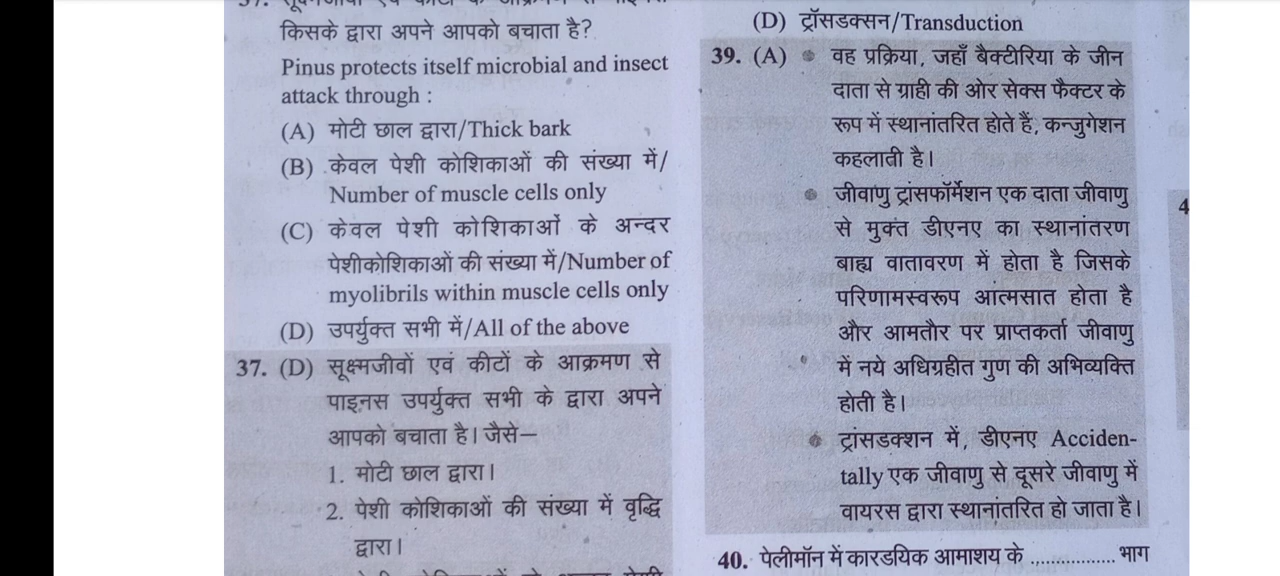 किसके द्वारा अपने आपको बचाता है?
Pinus protects itself microbial and insect
attack through :
(A) मोटी छाल द्वारा/Thick bark
(B) केवल पेशी कोशिकाओं की संख्या में/
Number of muscle cells only
(C) केवल पेशी कोशिकाओं के अन्दर
पेशीकोशिकाओं की संख्या में/Number of
myolibrils within muscle cells only
(D) उपर्युक्त सभी में/All of the above
37. (D) सूक्ष्मजीवों एवं कीटों के आक्रमण से
पाइनस उपर्युक्त सभी के द्वारा अपने
आपको बचाता है। जैसे—
1. मोटी छाल द्वारा।
2. पेशी कोशिकाओं की संख्या में वृद्धि
द्वारा।
(D) ट्रॉसडक्सन/Transduction
39. (A) ● वह प्रक्रिया, जहाँ बैक्टीरिया के जीन
दाता से ग्राही की ओर सेक्स फैक्टर के
रूप में स्थानांतरित होते हैं, कन्जुगेशन
कहलाती है।
● जीवाणु ट्रांसफॉर्मेशन एक दाता जीवाणु
से मुक्त डीएनए का स्थानांतरण
बाह्य वातावरण में होता है जिसके
परिणामस्वरूप आत्मसात होता है
और आमतौर पर प्राप्तकर्ता जीवाणु
में नये अधिग्रहीत गुण की अभिव्यक्ति
होती है।
● ट्रांसडक्शन में, डीएनए Acciden-
tally एक जीवाणु से दूसरे जीवाणु में
वायरस द्वारा स्थानांतरित हो जाता है।
40. पेलीमॉन में कारडयिक आमाशय के ................ भाग
4